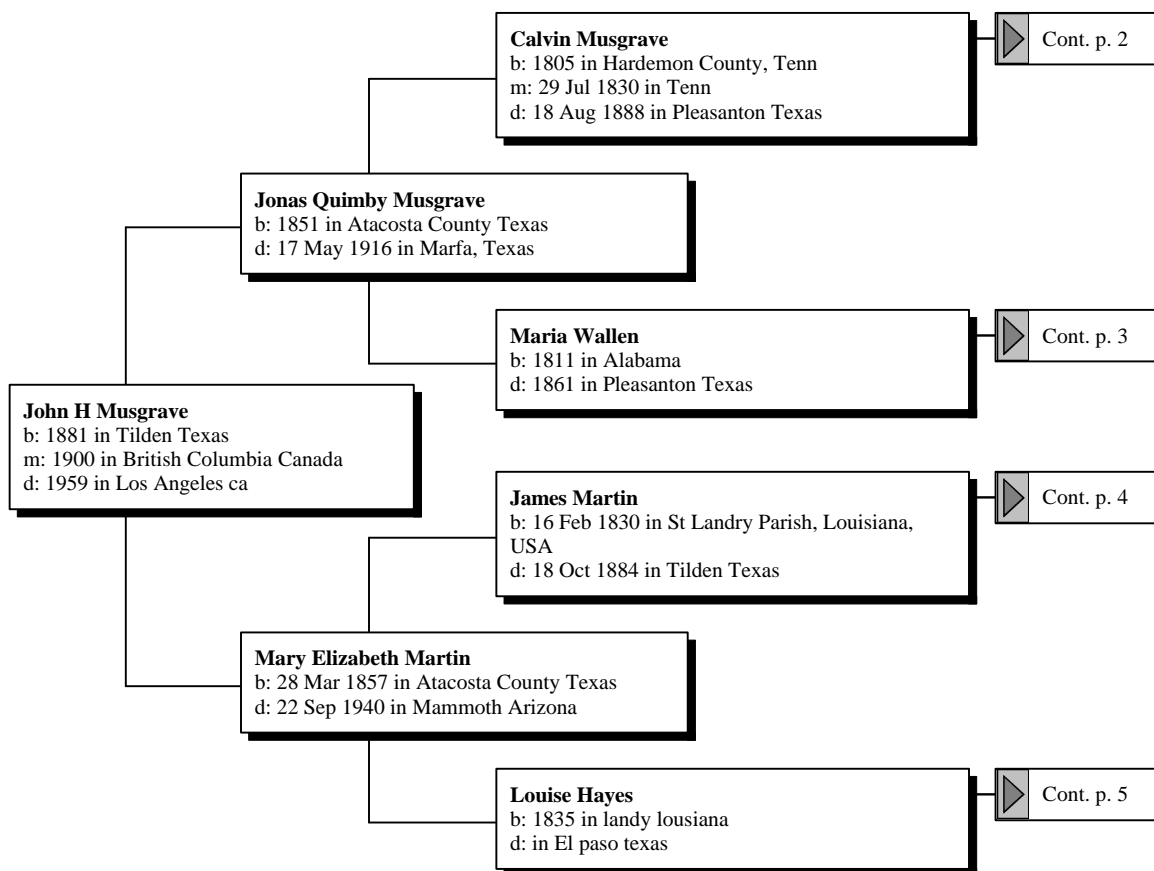 Calvin Musgrave
b: 1805 in Hardemon County, Tenn
m: 29 Jul 1830 in Tenn
d: 18 Aug 1888 in Pleasanton Texas
Cont. p. 2
Jonas Quimby Musgrave
b: 1851 in Atacosta County Texas
d: 17 May 1916 in Marfa, Texas
Maria Wallen
b: 1811 in Alabama
d: 1861 in Pleasanton Texas
Cont. p. 3
John H Musgrave
b: 1881 in Tilden Texas
m: 1900 in British Columbia Canada
d: 1959 in Los Angeles ca
James Martin
b: 16 Feb 1830 in St Landry Parish, Louisiana,
USA
d: 18 Oct 1884 in Tilden Texas
Cont. p. 4
Mary Elizabeth Martin
b: 28 Mar 1857 in Atacosta County Texas
d: 22 Sep 1940 in Mammoth Arizona
Louise Hayes
b: 1835 in landy lousiana
d: in El paso texas
Cont. p. 5